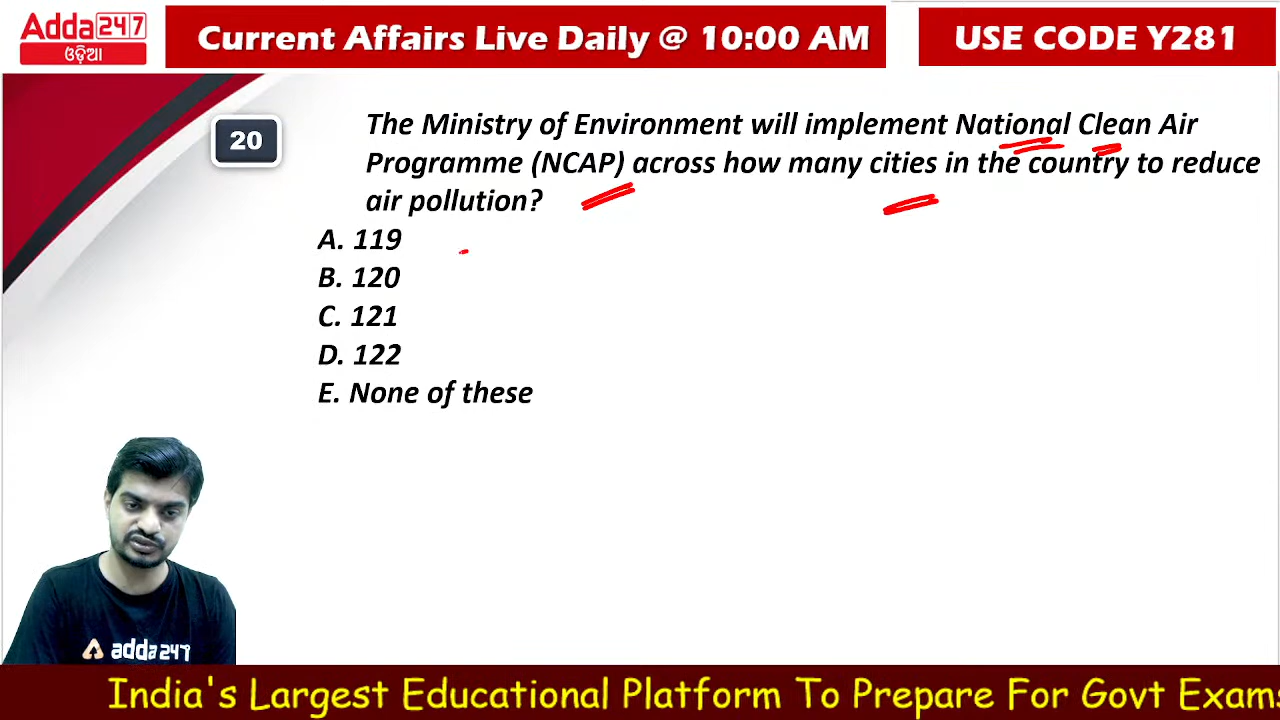 Adda247
ଓଡ଼ିଆ
Current Affairs Live Daily @ 10:00 AM
USE CODE Y281
20
The Ministry of Environment will implement National Clean Air
Programme (NCAP) across how many cities in the country to reduce
air pollution?
A. 119
B. 120
C. 121
D. 122
E. None of these
adda247
India's Largest Educational Platform To Prepare For Govt Exam